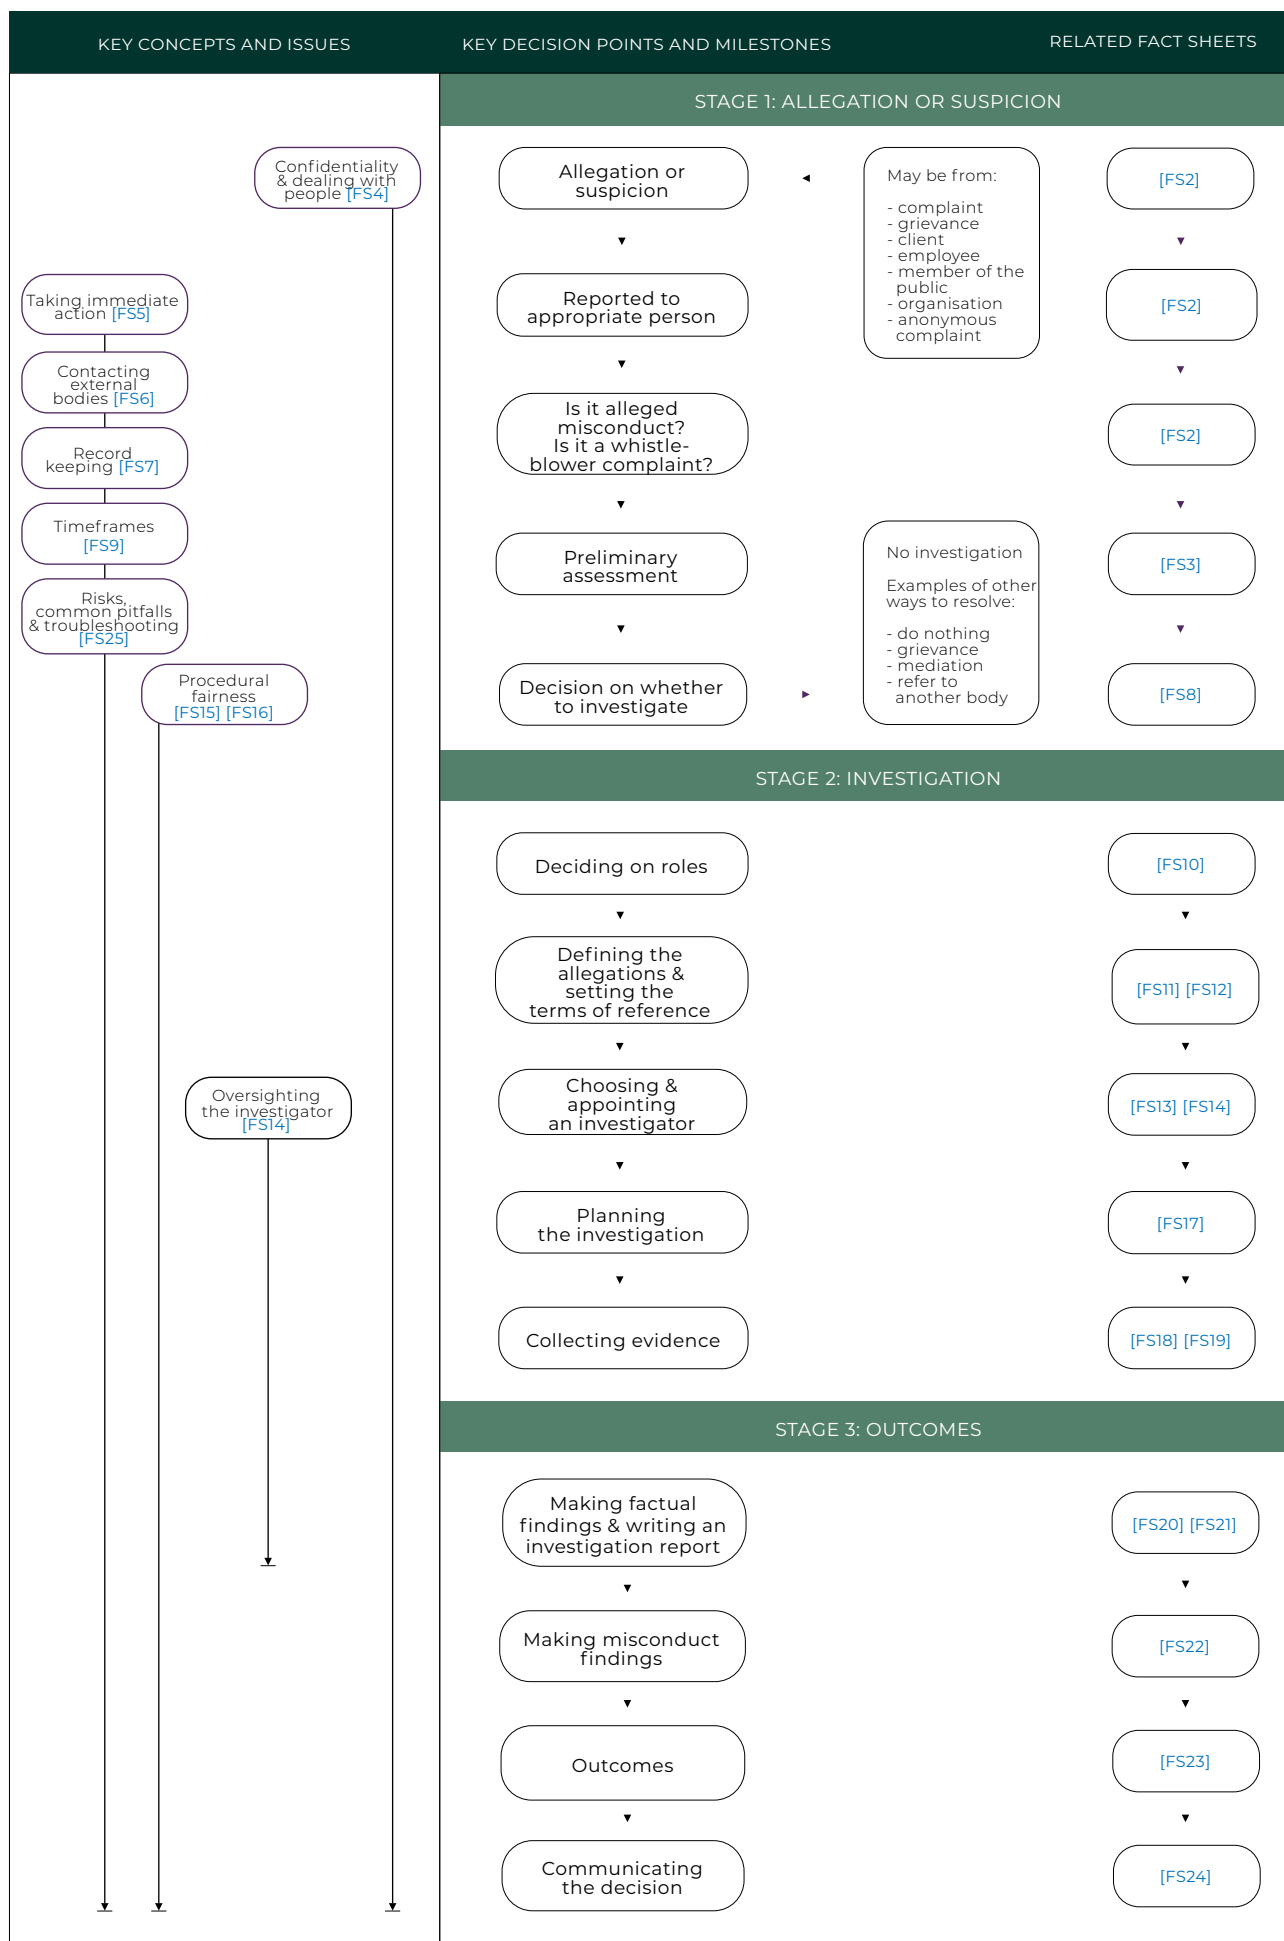 KEY CONCEPTS AND ISSUES
KEY DECISION POINTS AND MILESTONES
RELATED FACT SHEETS
STAGE 1: ALLEGATION OR SUSPICION
Confidentiality
& dealing with
people [FS4]
Allegation or
suspicion
May be from:
- complaint
- grievance
- client
- employee
- member of the
public
- organisation
- anonymous
complaint
[FS2]
Taking immediate
action [FS5]
Reported to
appropriate person
[FS2]
Contacting
external
bodies [FS6]
Is it alleged
misconduct?
Is it a whistle-
blower complaint?
[FS2]
Record
keeping [FS7]
Timeframes
[FS9]
Preliminary
assessment
No investigation
Examples of other
ways to resolve:
- do nothing
- grievance
- mediation
- refer to
another body
[FS3]
Risks,
common pitfalls
& troubleshooting
[FS25]
Procedural
fairness
[FS15] [FS16]
Decision on whether
to investigate
[FS8]
STAGE 2: INVESTIGATION
Deciding on roles
[FS10]
Defining the
allegations &
setting the
terms of reference
[FS11] [FS12]
Oversighting
the investigator
[FS14]
Choosing &
appointing
an investigator
[FS13] [FS14]
Planning
the investigation
[FS17]
Collecting evidence
[FS18] [FS19]
STAGE 3: OUTCOMES
Making factual
findings & writing an
investigation report
[FS20] [FS21]
Making misconduct
findings
[FS22]
Outcomes
[FS23]
Communicating
the decision
[FS24]